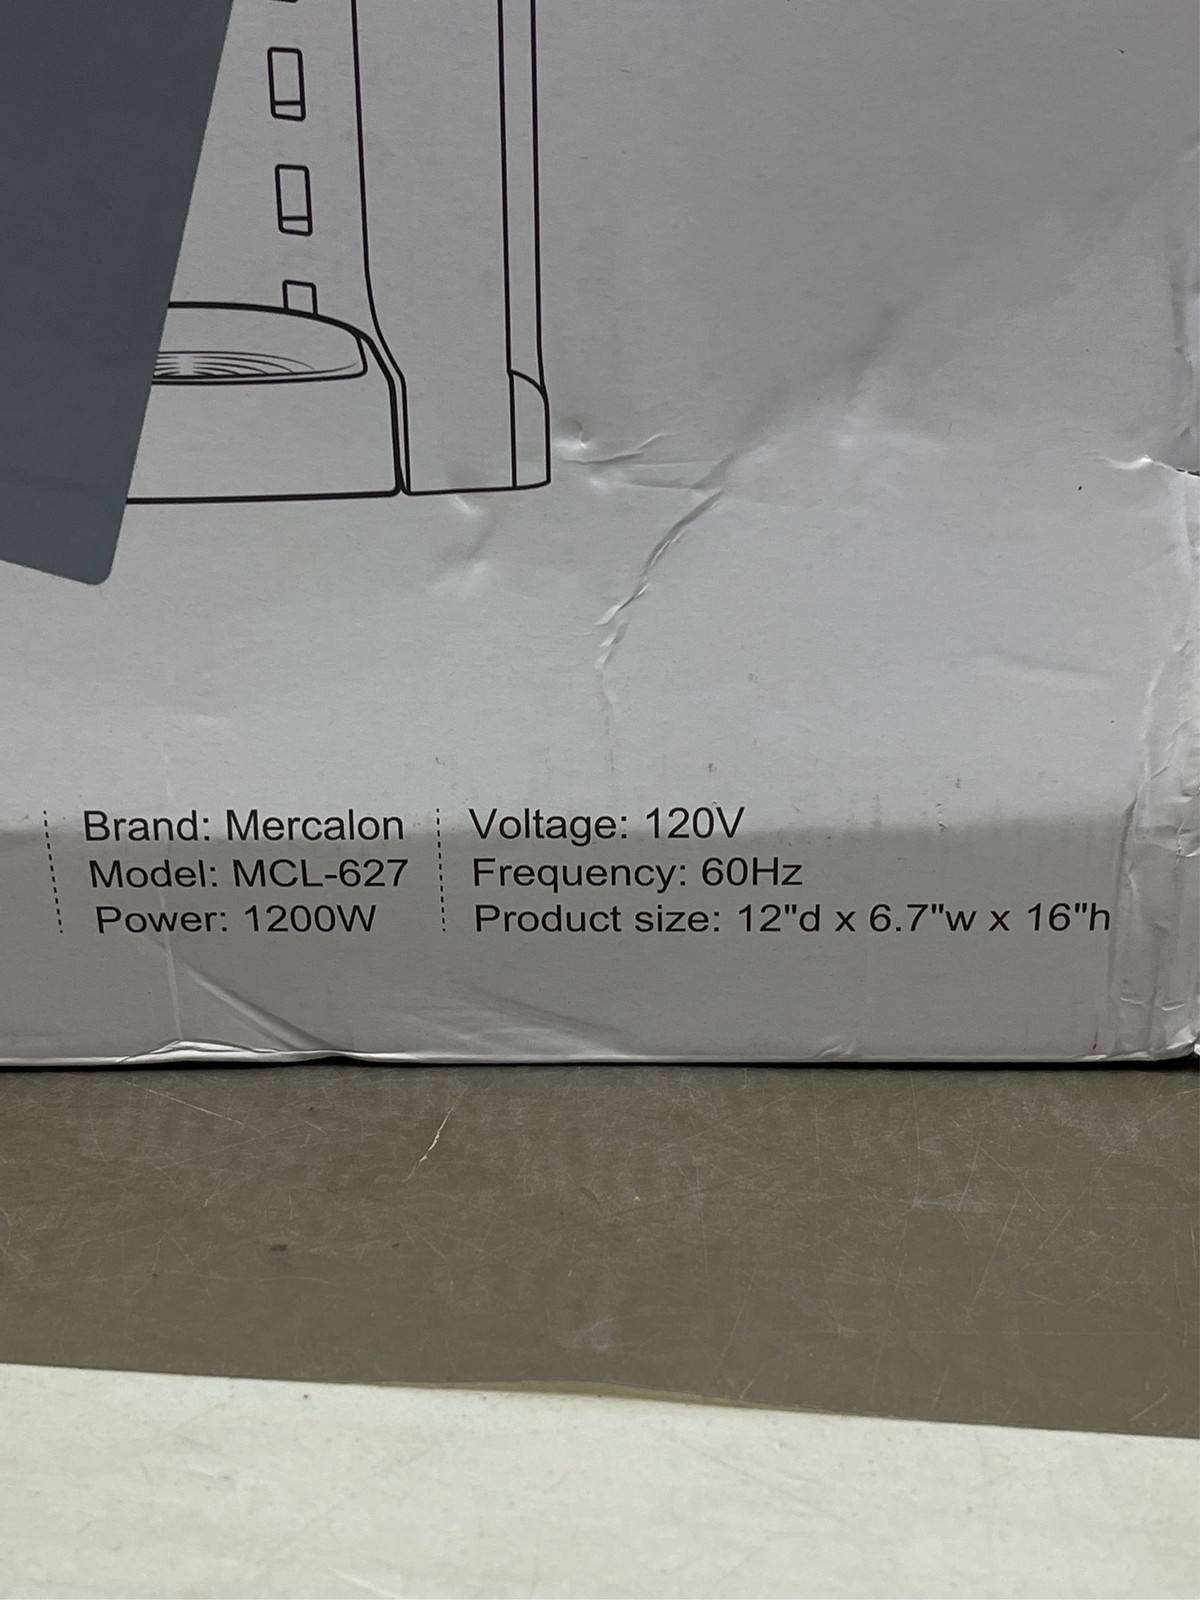 Brand: Mercalon
Model: MCL-627
Power: 1200W
Voltage: 120V
Frequency: 60Hz
Product size: 12"d x 6.7"w x 16"h